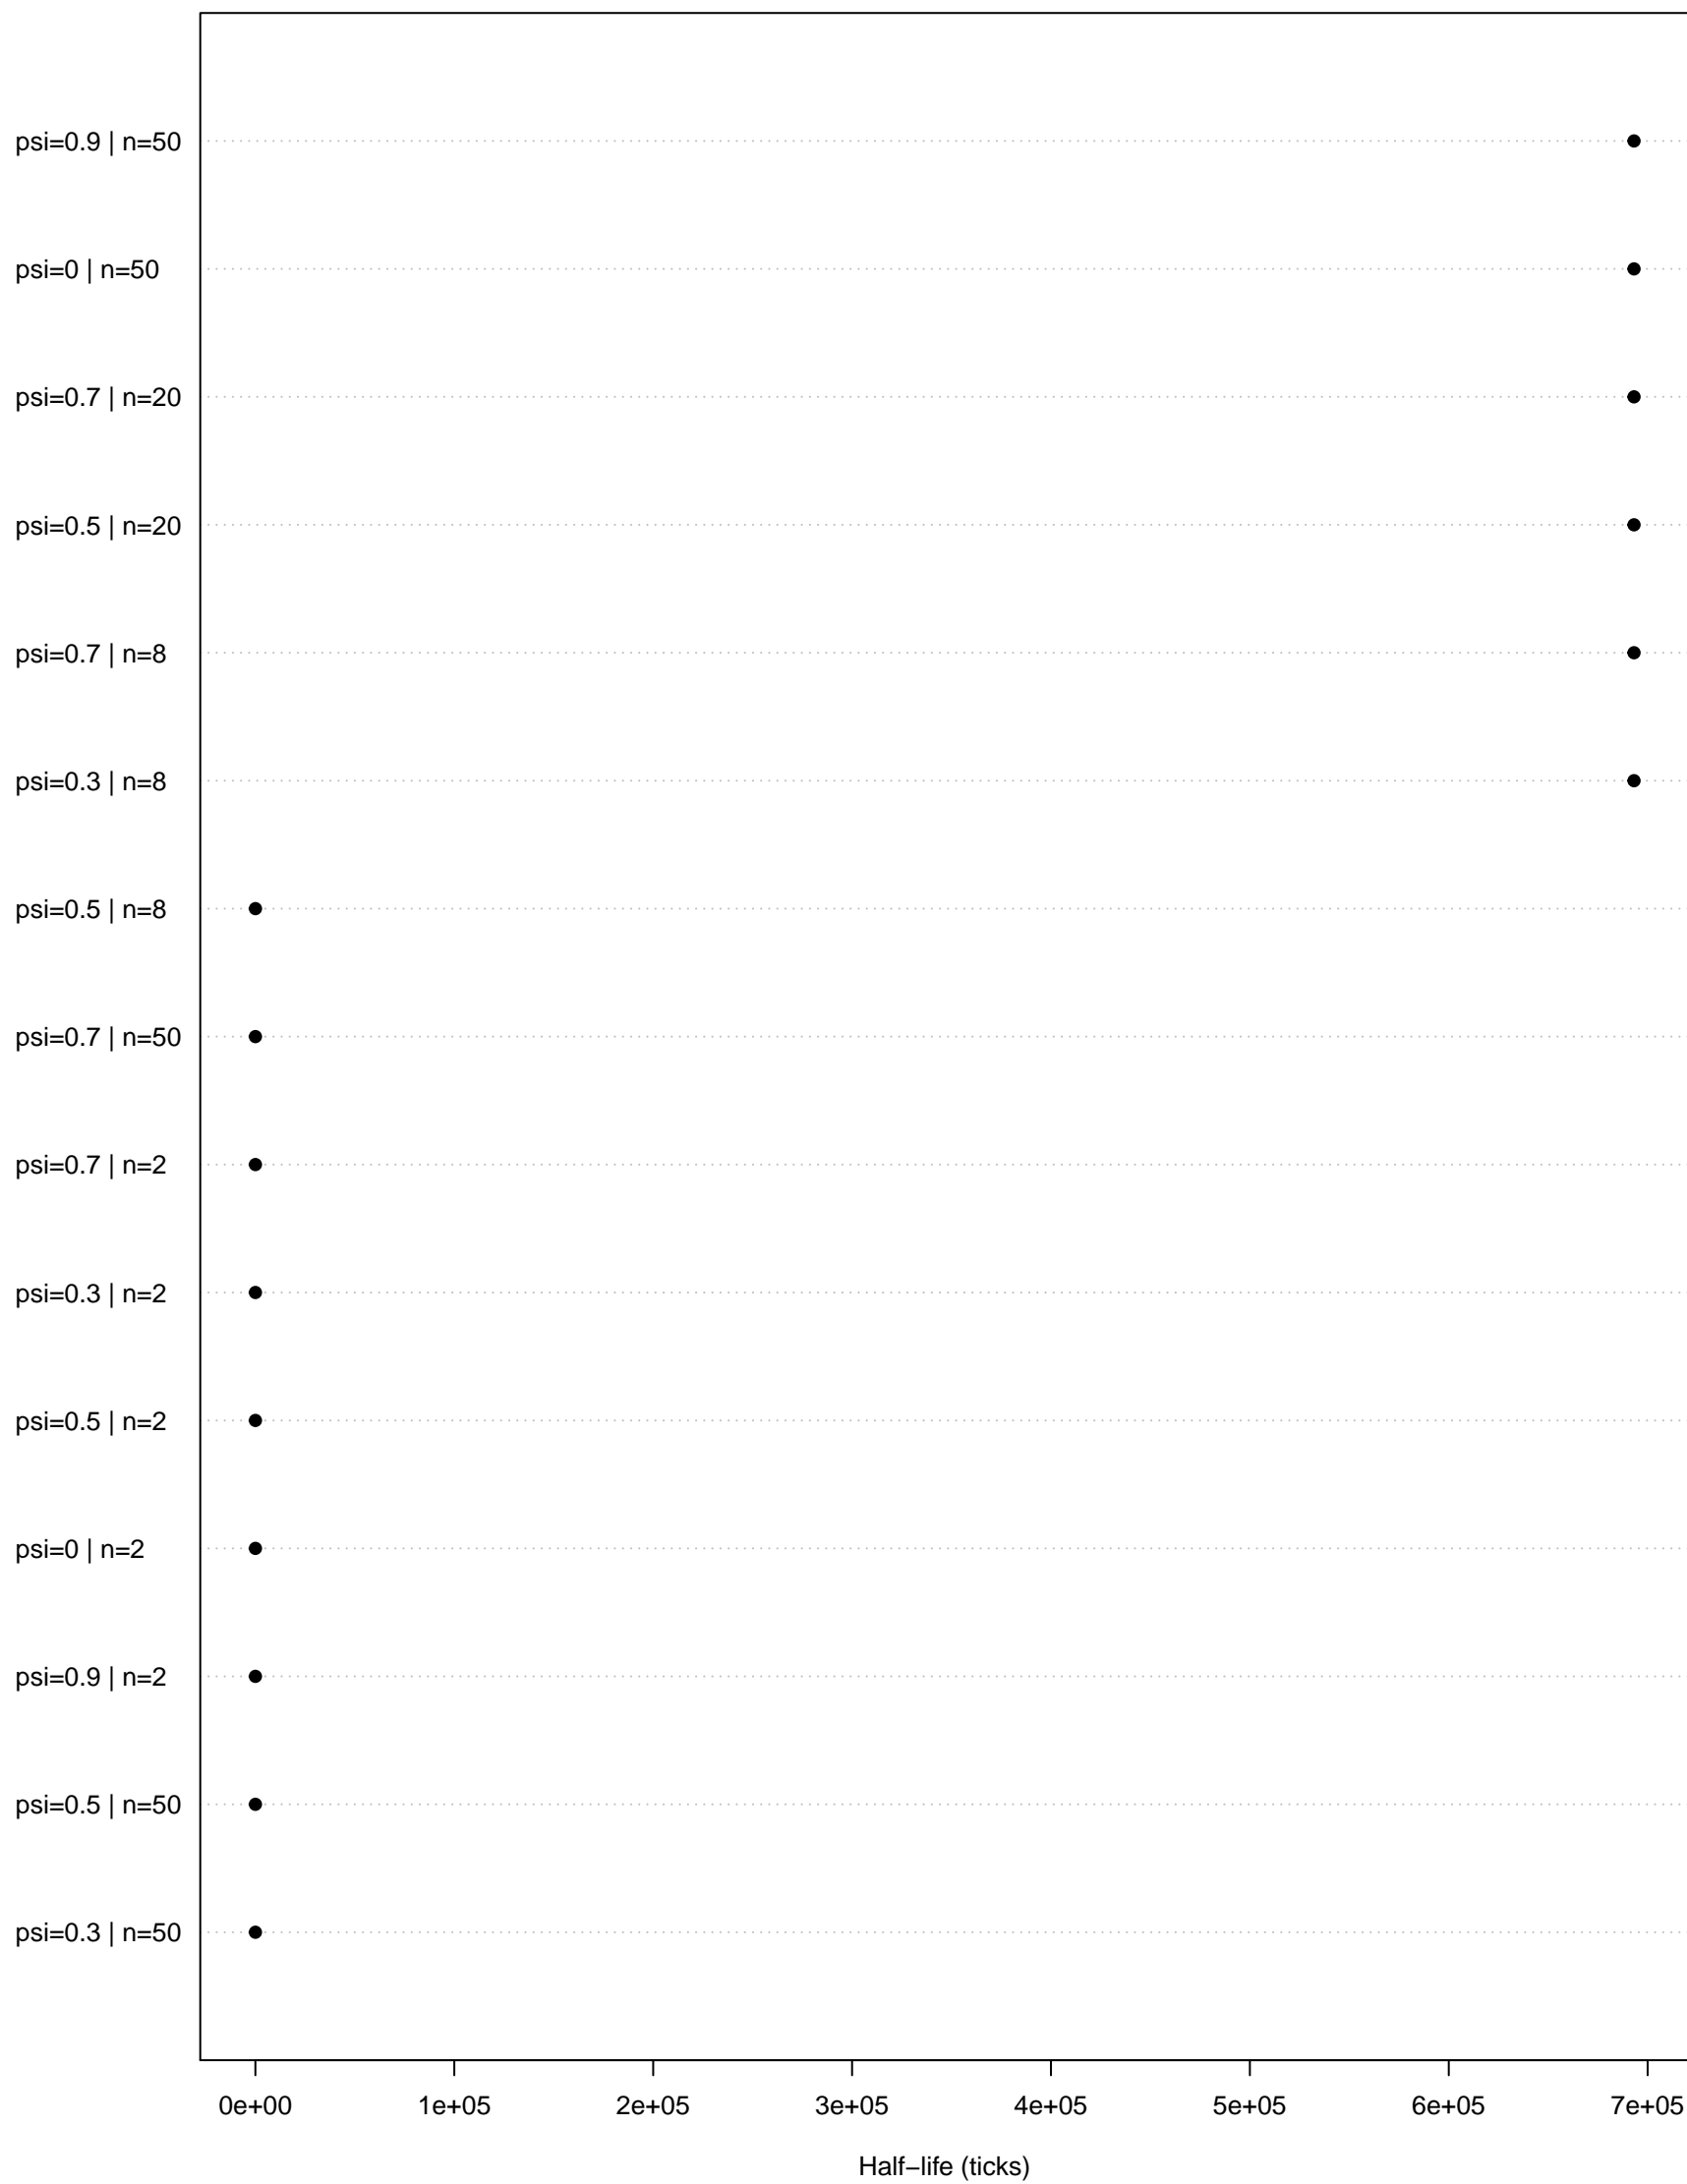 psi=0.9 | n=50
psi=0 | n=50
psi=0.7 | n=20
psi=0.5 | n=20
psi=0.7 | n=8
psi=0.3 | n=8
psi=0.5 | n=8
psi=0.7 | n=50
psi=0.7 | n=2
psi=0.3 | n=2
psi=0.5 | n=2
psi=0 | n=2
psi=0.9 | n=2
psi=0.5 | n=50
psi=0.3 | n=50
0e+00 1e+05 2e+05 3e+05 4e+05 5e+05 6e+05 7e+05
Half−life (ticks)